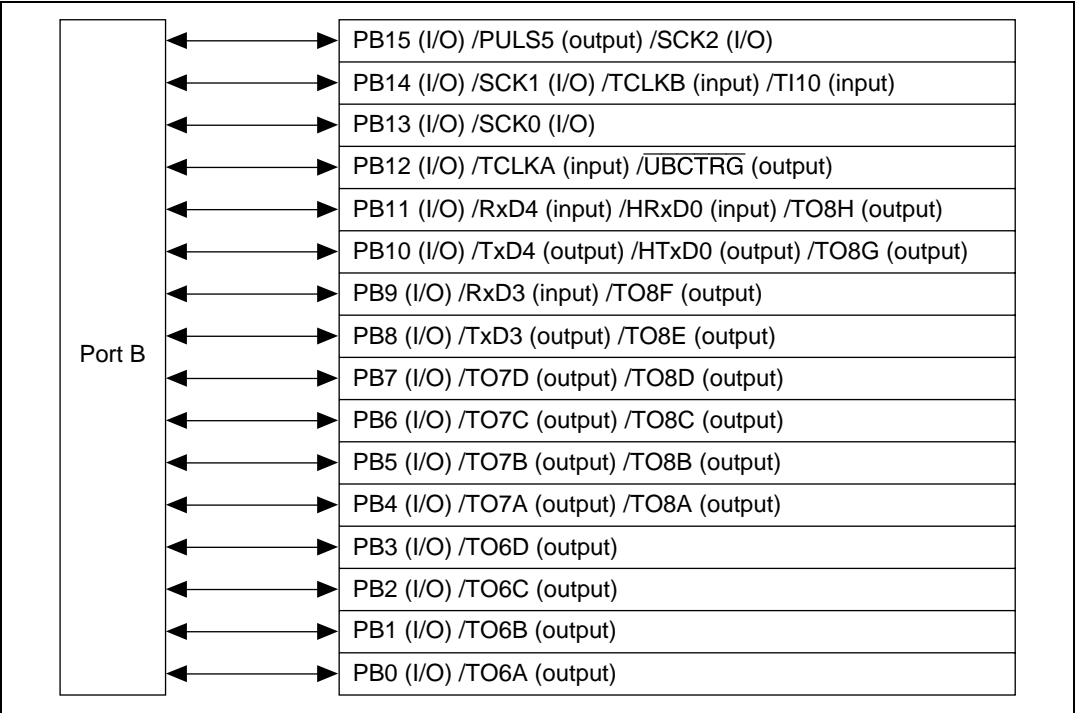 PB15 (I/O) /PULS5 (output) /SCK2 (I/O)
PB14 (I/O) /SCK1 (I/O) /TCLKB (input) /TI10 (input)
PB13 (I/O) /SCK0 (I/O)
PB12 (I/O) /TCLKA (input) /U̅B̅C̅T̅R̅G̅ (output)
PB11 (I/O) /RxD4 (input) /HRxD0 (input) /TO8H (output)
PB10 (I/O) /TxD4 (output) /HTxD0 (output) /TO8G (output)
PB9 (I/O) /RxD3 (input) /TO8F (output)
PB8 (I/O) /TxD3 (output) /TO8E (output)
Port B
PB7 (I/O) /TO7D (output) /TO8D (output)
PB6 (I/O) /TO7C (output) /TO8C (output)
PB5 (I/O) /TO7B (output) /TO8B (output)
PB4 (I/O) /TO7A (output) /TO8A (output)
PB3 (I/O) /TO6D (output)
PB2 (I/O) /TO6C (output)
PB1 (I/O) /TO6B (output)
PB0 (I/O) /TO6A (output)